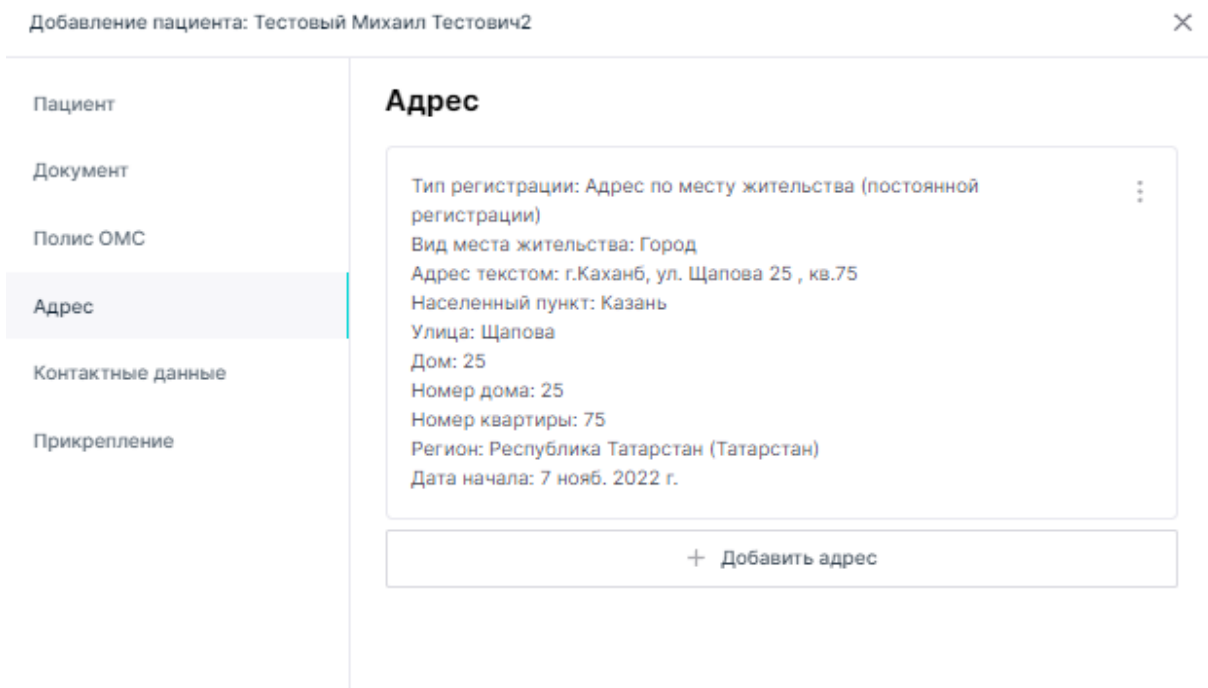 Добавление пациента: Тестовый Михаил Тестович2
Пациент
Документ
Полис ОМС
Адрес
Контактные данные
Прикрепление
Адрес
Тип регистрации: Адрес по месту жительства (постоянной
регистрации)
Вид места жительства: Город
Адрес текстом: г.Каханб, ул. Щапова 25 , кв.75
Населенный пункт: Казань
Улица: Щапова
Дом: 25
Номер дома: 25
Номер квартиры: 75
Регион: Республика Татарстан (Татарстан)
Дата начала: 7 нояб. 2022 г.
+ Добавить адрес